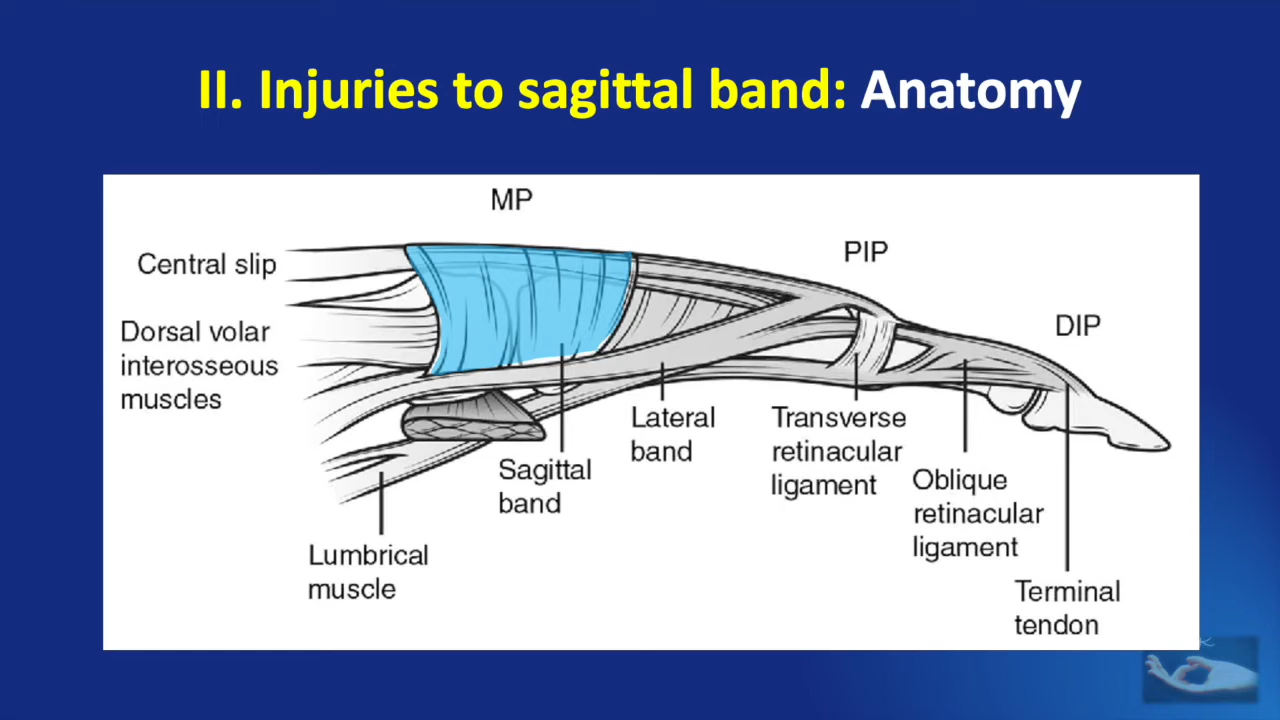 II. Injuries to sagittal band: Anatomy
MP
PIP
DIP
Central slip
Dorsal volar
interosseous
muscles
Lateral
band
Transverse
retinacular
ligament
Sagittal
band
Oblique
retinacular
ligament
Lumbrical
muscle
Terminal
tendon